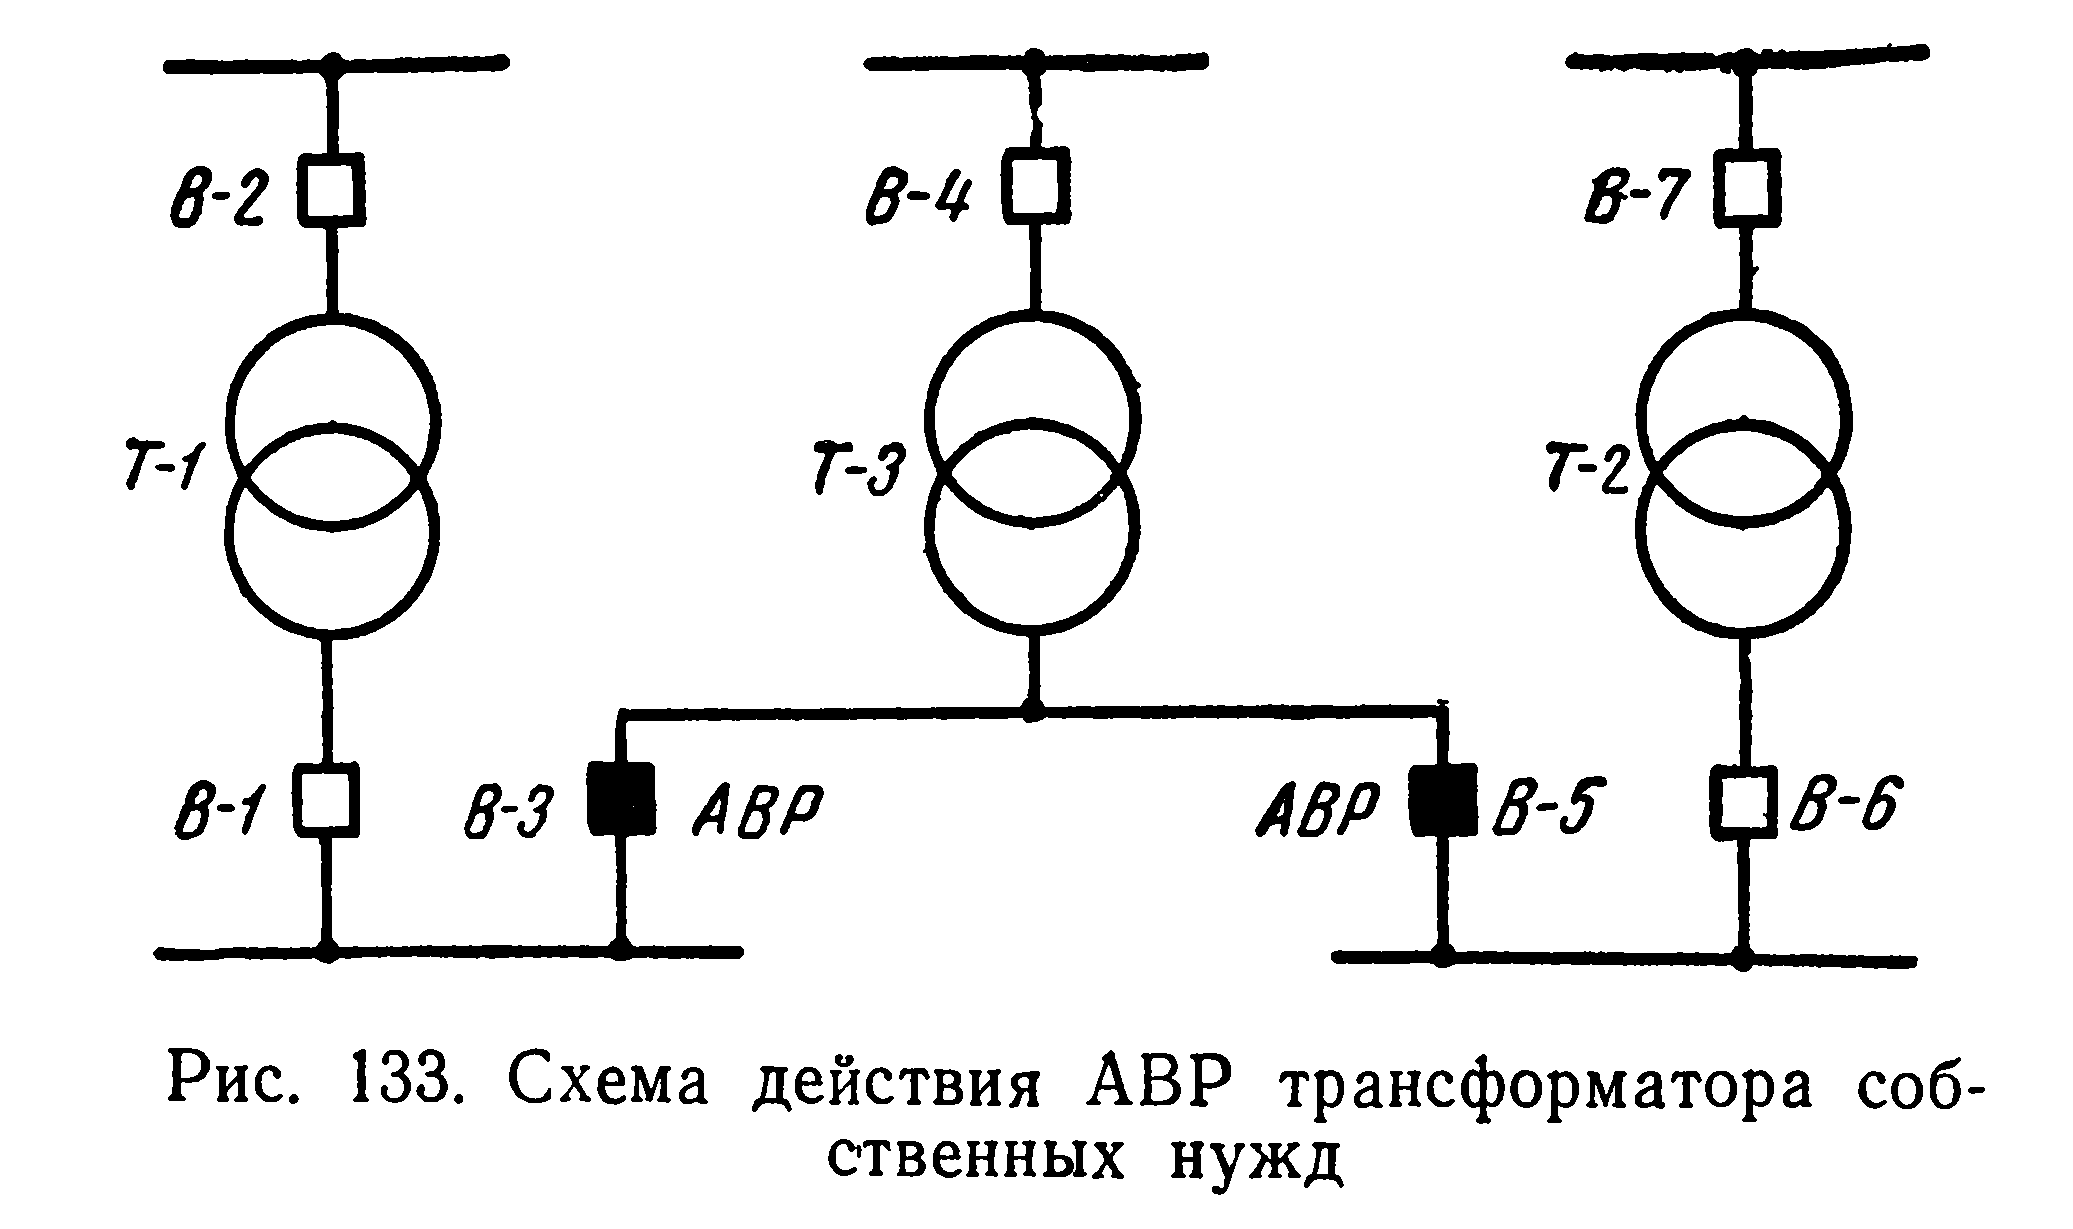 В-2
В-4
В-7
Т-1
Т-3
Т-2
В-1
В-3
АВР
АВР
В-5
В-6
Рис. 133. Схема действия АВР трансформатора соб-
ственных нужд